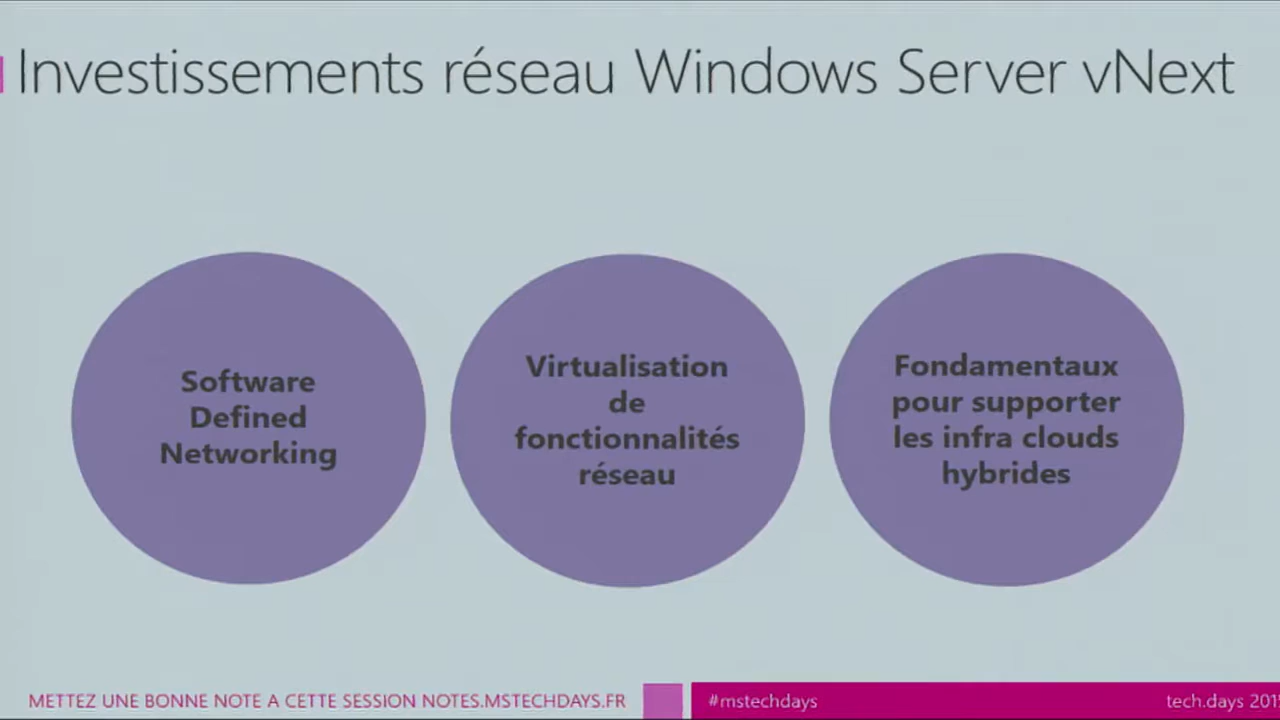 Investissements réseau Windows Server vNext
Software
Defined
Networking
Virtualisation
de
fonctionnalités
réseau
Fondamentaux
pour supporter
les infra clouds
hybrides
METTEZ UNE BONNE NOTE A CETTE SESSION NOTES.MSTECHDAYS.FR
#mstechdays
tech.days 2015